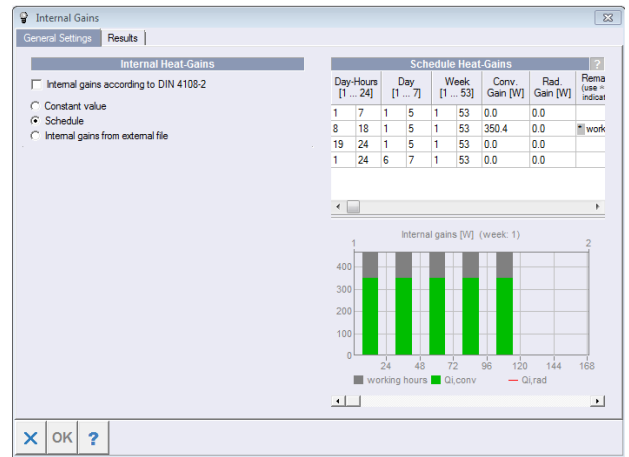 Internal Gains
General Settings Results
Internal Heat-Gains
Internal gains according to DIN 4108-2
Constant value
Schedule
Internal gains from external file
Schedule Heat-Gains ?
Day-Hours Day Week Conv. Rad. Rema
[1 ... 24] [1 ... 7] [1 ... 53] Gain [W] Gain [W] (use
indicat
1 7 1 5 1 53 0.0 0.0
8 18 1 5 1 53 350.4 0.0 * work
19 24 1 5 1 53 0.0 0.0
1 24 6 7 1 53 0.0 0.0
Internal gains [W] (week: 1)
1 2
400
300
200
100
0
24 48 72 96 120 144 168
working hours Qi,conv Qi,rad
OK ?